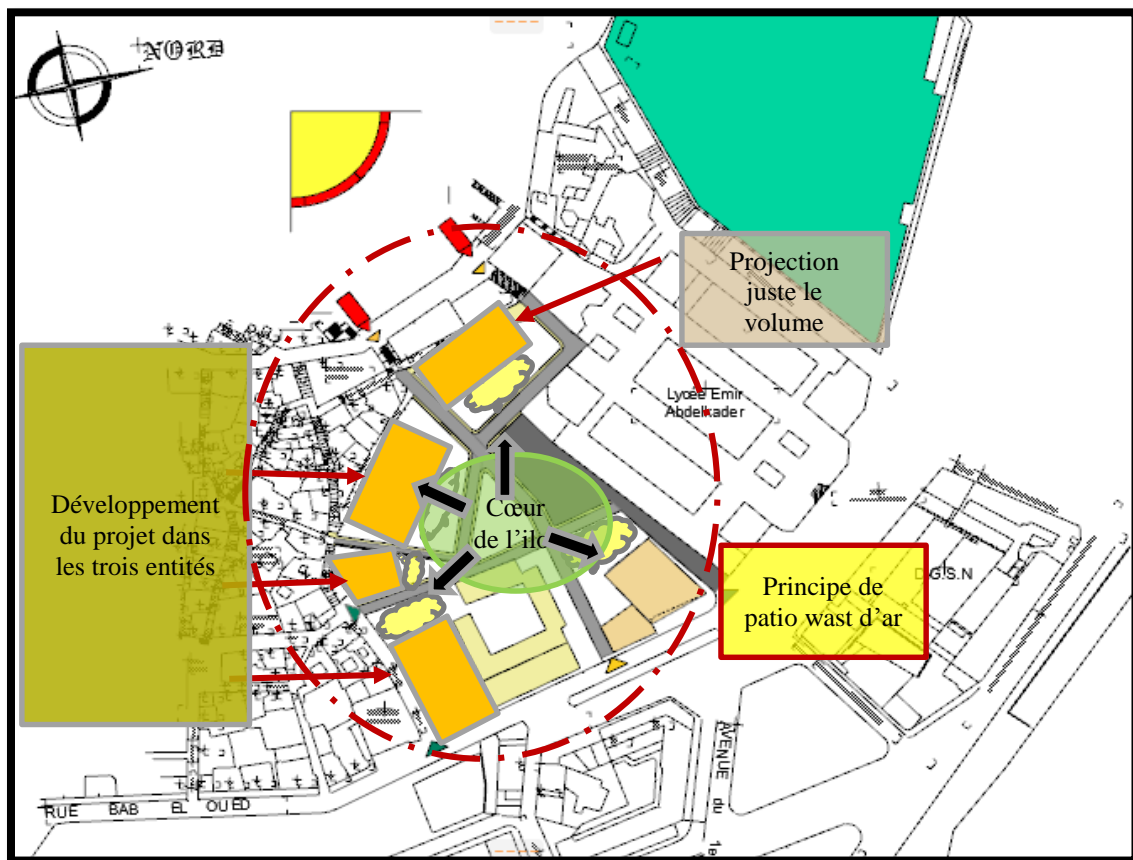 NORD
Projection
juste le
volume
Lycée Emir
Abdelkader
Développement
du projet dans
les trois entités
Cœur
de l’ilo
D.G.S.N
Principe de
patio wast d’ar
RUE BAB EL OUED
AVENUE du 1e